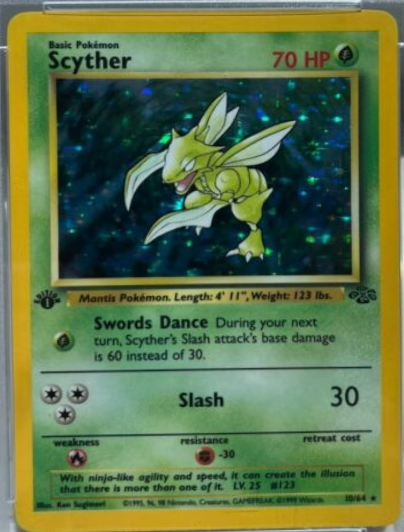 Basic Pokémon
Scyther 70 HP
EDITION
1
Mantis Pokémon. Length: 4' 11", Weight: 123 lbs.
Swords Dance During your next
turn, Scyther's Slash attack's base damage
is 60 instead of 30.
Slash 30
weakness resistance retreat cost
-30
With ninja-like agility and speed, it can create the illusion
that there is more than one of it. LV. 25 #123
Illus. Ken Sugimori ©1995, 96, 98 Nintendo, Creatures, GAMEFREAK. ©1999 Wizards. 10/64 ★